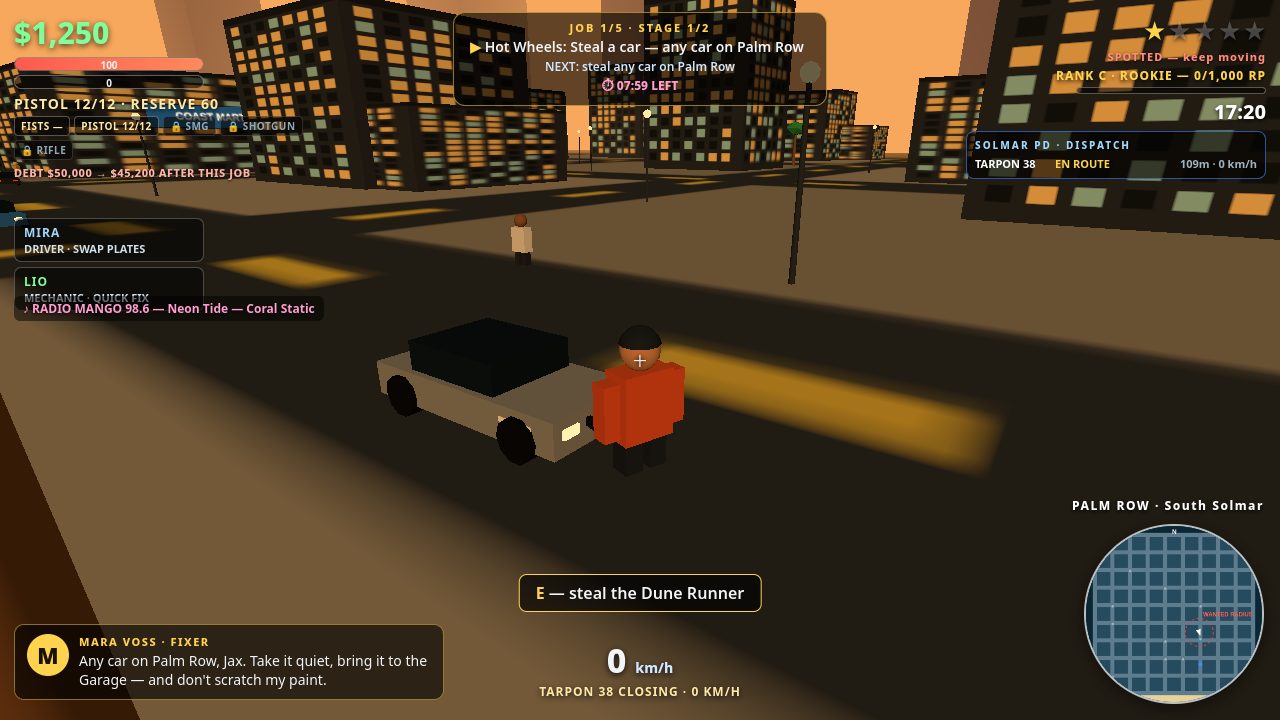 $1,250
100
0
PISTOL 12/12 · RESERVE 60
FISTS —
PISTOL 12/12
SMG
SHOTGUN
RIFLE
DEBT $50,000 → $45,200 AFTER THIS JOB
MIRA
DRIVER · SWAP PLATES
LIO
MECHANIC · QUICK FIX
♪ RADIO MANGO 98.6 — Neon Tide — Coral Static
JOB 1/5 · STAGE 1/2
▶ Hot Wheels: Steal a car — any car on Palm Row
NEXT: steal any car on Palm Row
⏱ 07:59 LEFT
★★★★★
SPOTTED — keep moving
RANK C · ROOKIE — 0/1,000 RP
17:20
SOLMAR PD · DISPATCH
TARPON 38 EN ROUTE 109m · 0 km/h
COAST MART
E — steal the Dune Runner
M
MARA VOSS · FIXER
Any car on Palm Row, Jax. Take it quiet, bring it to the
Garage — and don't scratch my paint.
0 km/h
TARPON 38 CLOSING · 0 KM/H
PALM ROW · South Solmar
N
WANTED RADIUS